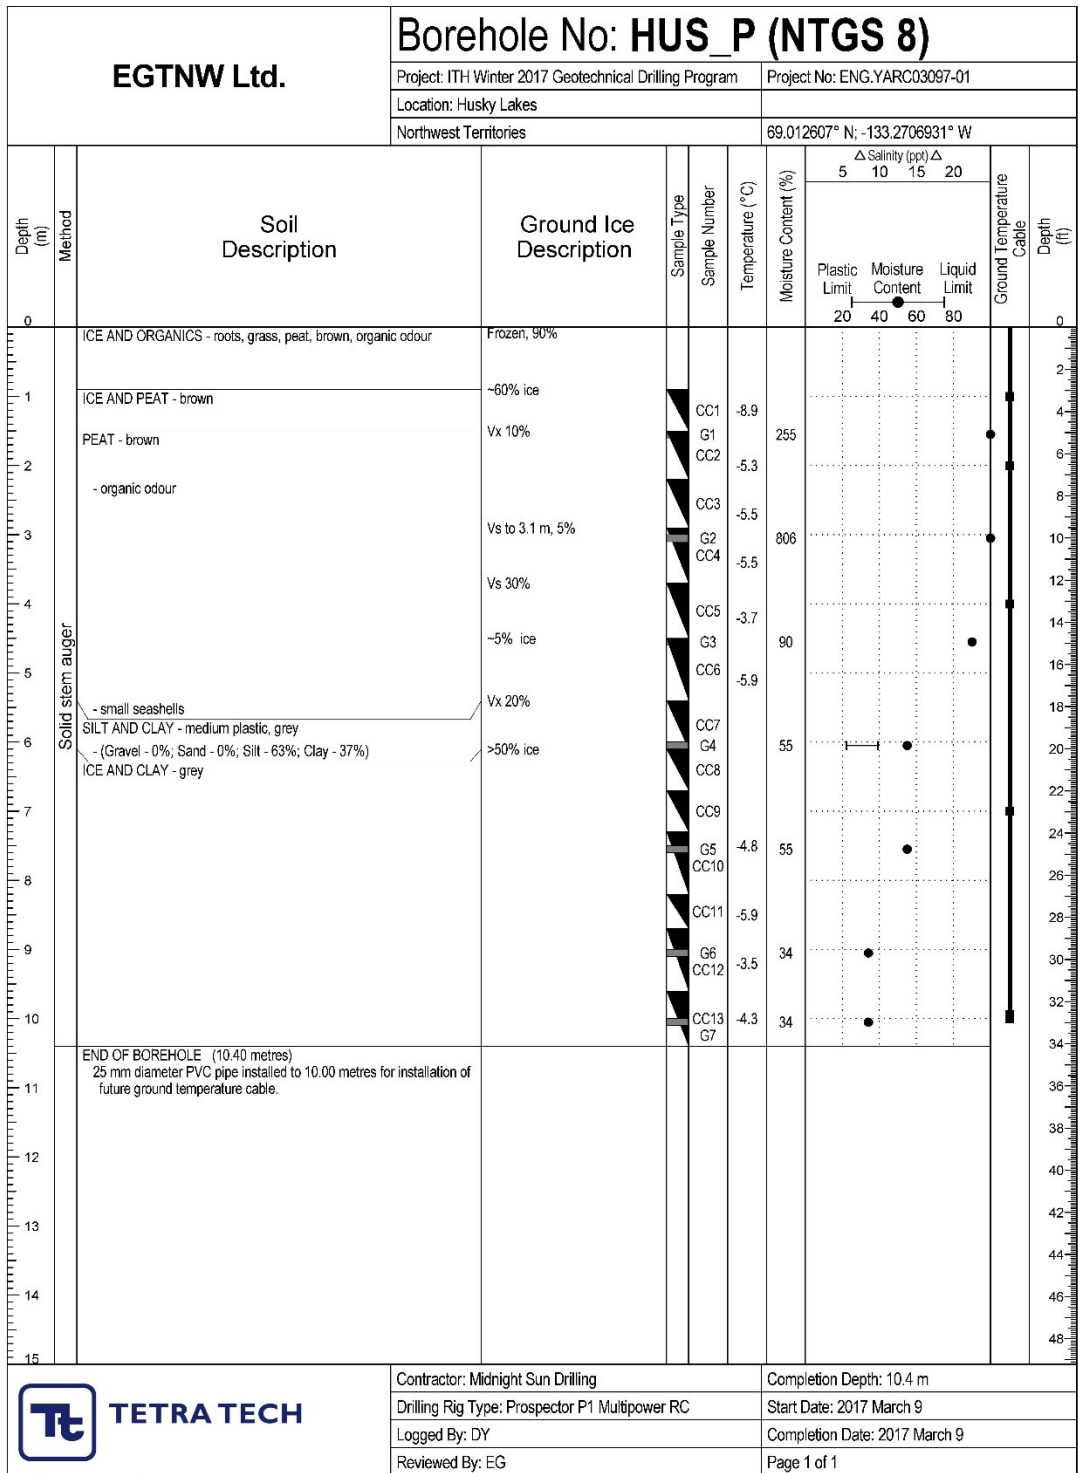 EGTNW Ltd.
Borehole No: HUS_P (NTGS 8)
Project: ITH Winter 2017 Geotechnical Drilling Program
Project No: ENG.YARC03097-01
Location: Husky Lakes
Northwest Territories
69.012607° N; -133.2706931° W
Depth
(m)
Method
Soil
Description
Ground Ice
Description
Sample Type
Sample Number
Temperature (°C)
Moisture Content (%)
△ Salinity (ppt) △
5 10 15 20
Plastic Moisture Liquid
Limit Content Limit
20 40 60 80
Ground Temperature
Cable
Depth
(ft)
0
1
2
3
4
5
6
7
8
9
10
11
12
13
14
15
Solid stem auger
ICE AND ORGANICS - roots, grass, peat, brown, organic odour
ICE AND PEAT - brown
PEAT - brown
- organic odour
- small seashells
SILT AND CLAY - medium plastic, grey
- (Gravel - 0%; Sand - 0%; Silt - 63%; Clay - 37%)
ICE AND CLAY - grey
END OF BOREHOLE (10.40 metres)
25 mm diameter PVC pipe installed to 10.00 metres for installation of
future ground temperature cable.
Frozen, 90%
~60% ice
Vx 10%
Vs to 3.1 m, 5%
Vs 30%
~5% ice
Vx 20%
>50% ice
CC1
G1
CC2
CC3
G2
CC4
CC5
G3
CC6
CC7
G4
CC8
CC9
G5
CC10
CC11
G6
CC12
CC13
G7
-8.9
-5.3
-5.5
-5.5
-3.7
-5.9
-4.8
-5.9
-3.5
-4.3
255
806
90
55
55
34
34
0
2
4
6
8
10
12
14
16
18
20
22
24
26
28
30
32
34
36
38
40
42
44
46
48
Tt TETRA TECH
Contractor: Midnight Sun Drilling
Completion Depth: 10.4 m
Drilling Rig Type: Prospector P1 Multipower RC
Start Date: 2017 March 9
Logged By: DY
Completion Date: 2017 March 9
Reviewed By: EG
Page 1 of 1